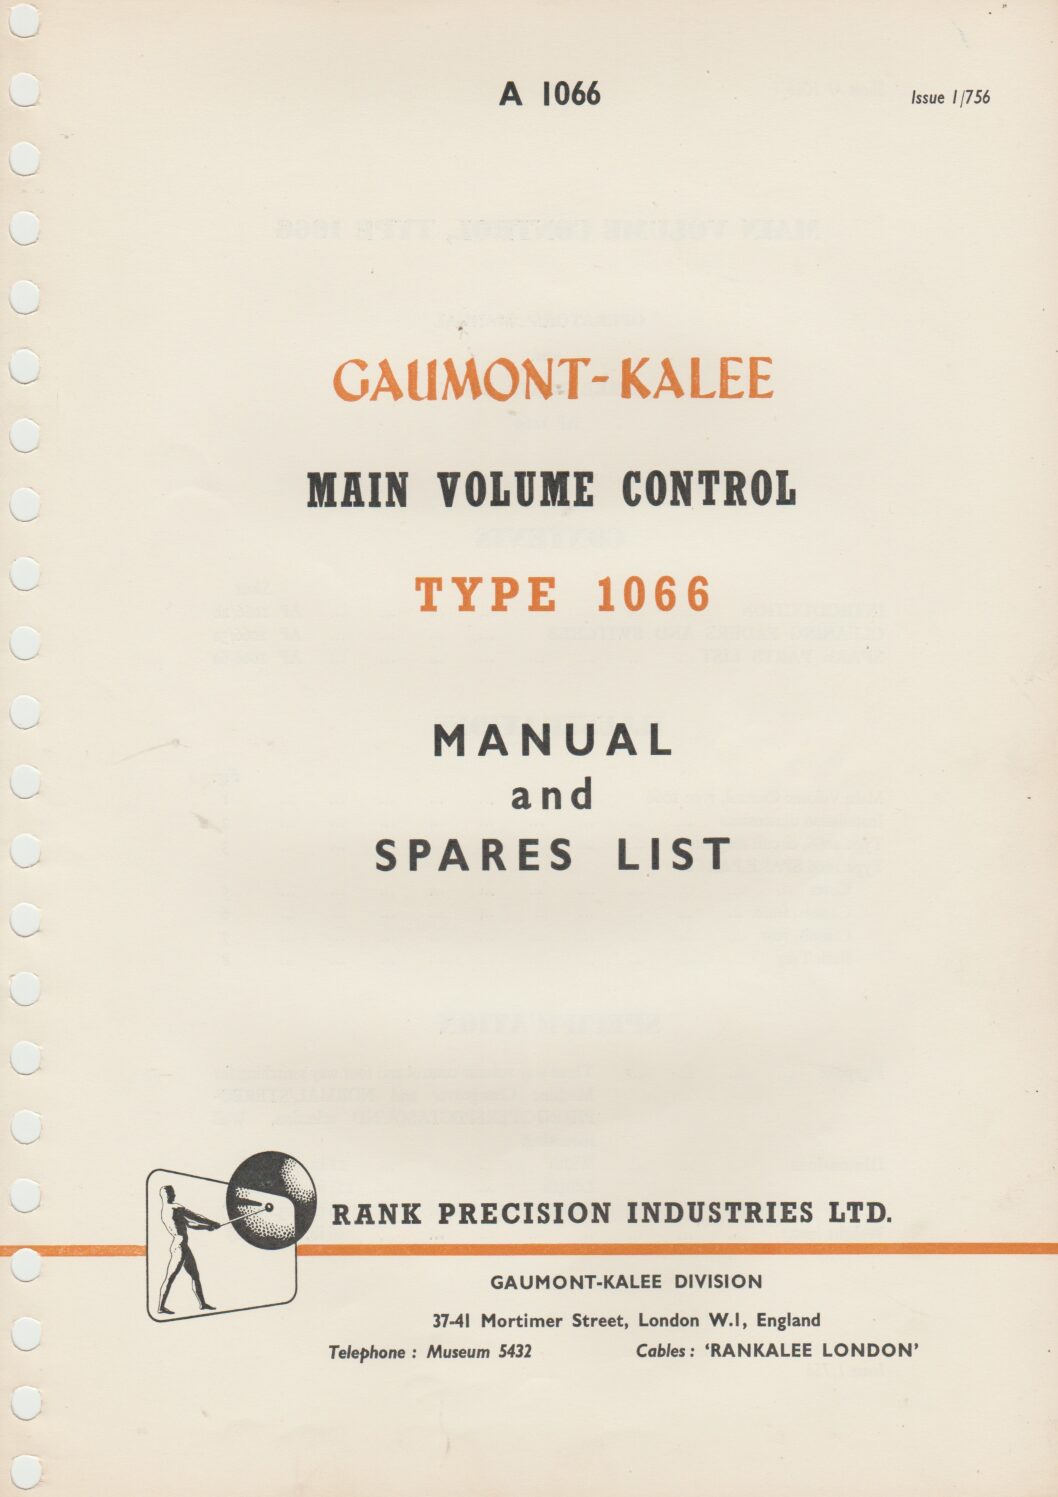 A 1066
Issue 1/756
GAUMONT-KALEE
MAIN VOLUME CONTROL
TYPE 1066
MANUAL
and
SPARES LIST
RANK PRECISION INDUSTRIES LTD.
GAUMONT-KALEE DIVISION
37-41 Mortimer Street, London W.1, England
Telephone : Museum 5432
Cables : ‘RANKALEE LONDON’